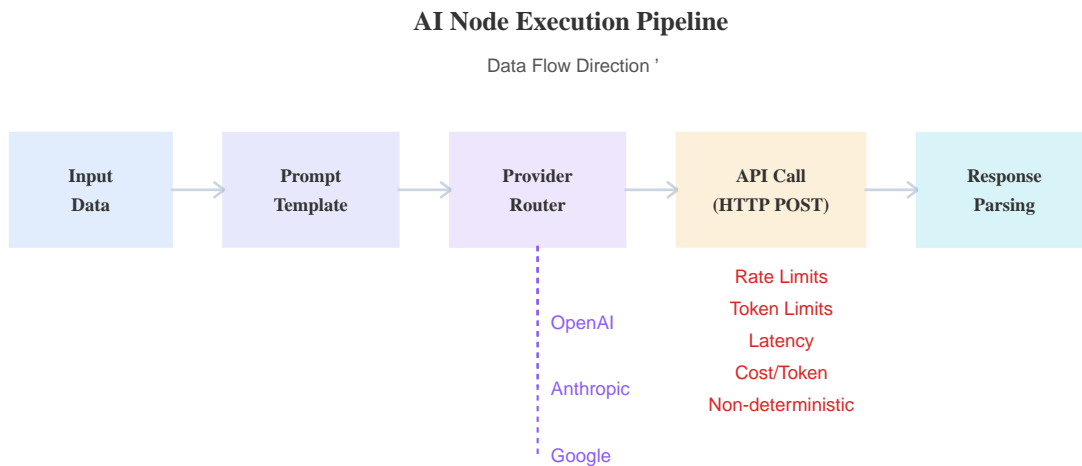 AI Node Execution Pipeline
Data Flow Direction ’
Input
Data
Prompt
Template
Provider
Router
API Call
(HTTP POST)
Response
Parsing
OpenAI
Anthropic
Google
Rate Limits
Token Limits
Latency
Cost/Token
Non-deterministic